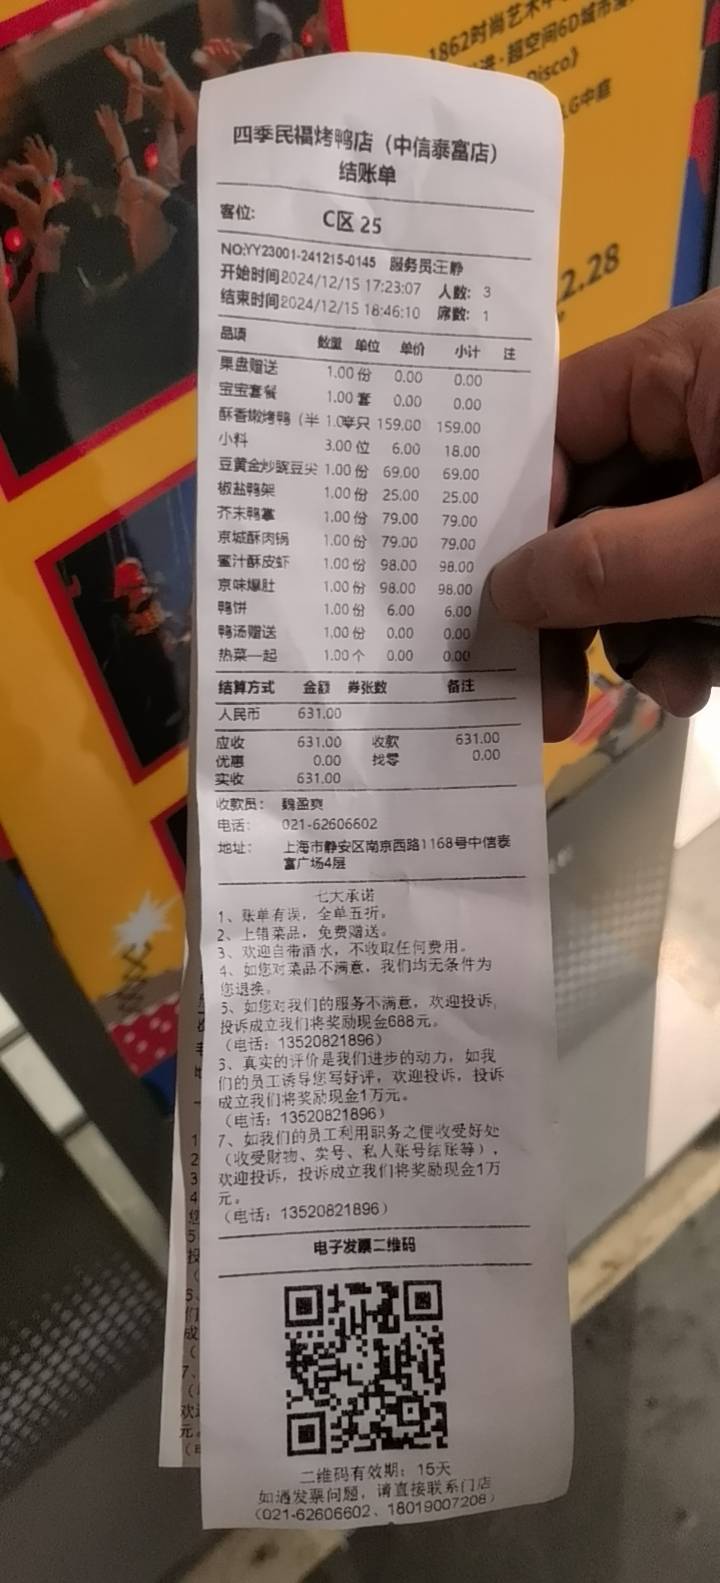 1862时尚艺术中
超空间6D城市漫
Disco》
LG中庭
2.28
四季民福烤鸭店（中信泰富店）
结账单
客位: C区 25
NO:YY23001-241215-0145 服务员:王静
开始时间2024/12/15 17:23:07 人数: 3
结束时间2024/12/15 18:46:10 席数: 1
品项 数量 单位 单价 小计 注
果盘赠送 1.00 份 0.00 0.00
宝宝套餐 1.00 套 0.00 0.00
酥香嫩烤鸭（半 1.0 只 159.00 159.00
小料 3.00 位 6.00 18.00
豆黄金炒豌豆尖 1.00 份 69.00 69.00
椒盐鸭架 1.00 份 25.00 25.00
芥末鸭掌 1.00 份 79.00 79.00
京城酥肉锅 1.00 份 79.00 79.00
蜜汁酥皮虾 1.00 份 98.00 98.00
京味爆肚 1.00 份 98.00 98.00
鸭饼 1.00 份 6.00 6.00
鸭汤赠送 1.00 份 0.00 0.00
热菜一起 1.00 个 0.00 0.00
结算方式 金额 券张数 备注
人民币 631.00
应收 631.00 收款 631.00
优惠 0.00 找零 0.00
实收 631.00
收款员: 魏盈爽
电话: 021-62606602
地址: 上海市静安区南京西路1168号中信泰
富广场4层
七大承诺
1、账单有误，全单五折。
2、上错菜品，免费赠送。
3、欢迎自带酒水，不收取任何费用。
4、如您对菜品不满意，我们均无条件为
您退换。
5、如您对我们的服务不满意，欢迎投诉，
投诉成立我们将奖励现金688元。
（电话：13520821896）
6、真实的评价是我们进步的动力，如我
们的员工诱导您写好评，欢迎投诉，投诉
成立我们将奖励现金1万元。
（电话：13520821896）
7、如我们的员工利用职务之便收受好处
（收受财物、卖号、私人账号结账等），
欢迎投诉，投诉成立我们将奖励现金1万
元。
（电话：13520821896）
电子发票二维码
二维码有效期：15天
如遇发票问题，请直接联系门店
（021-62606602、18019007208）